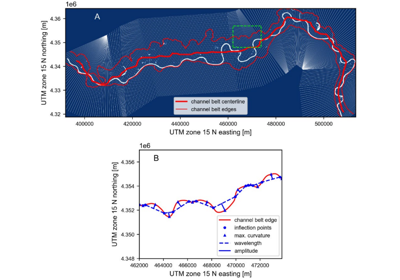 1e6
A
4.36
4.35
4.34
4.33
4.32
UTM zone 15 N northing [m]
channel belt centerline
channel belt edges
400000
420000
440000
460000
480000
500000
UTM zone 15 N easting [m]
1e6
B
4.356
4.354
4.352
4.350
4.348
UTM zone 15 N northing [m]
channel belt edge
inflection points
max. curvature
wavelength
amplitude
462000
464000
466000
468000
470000
472000
UTM zone 15 N easting [m]